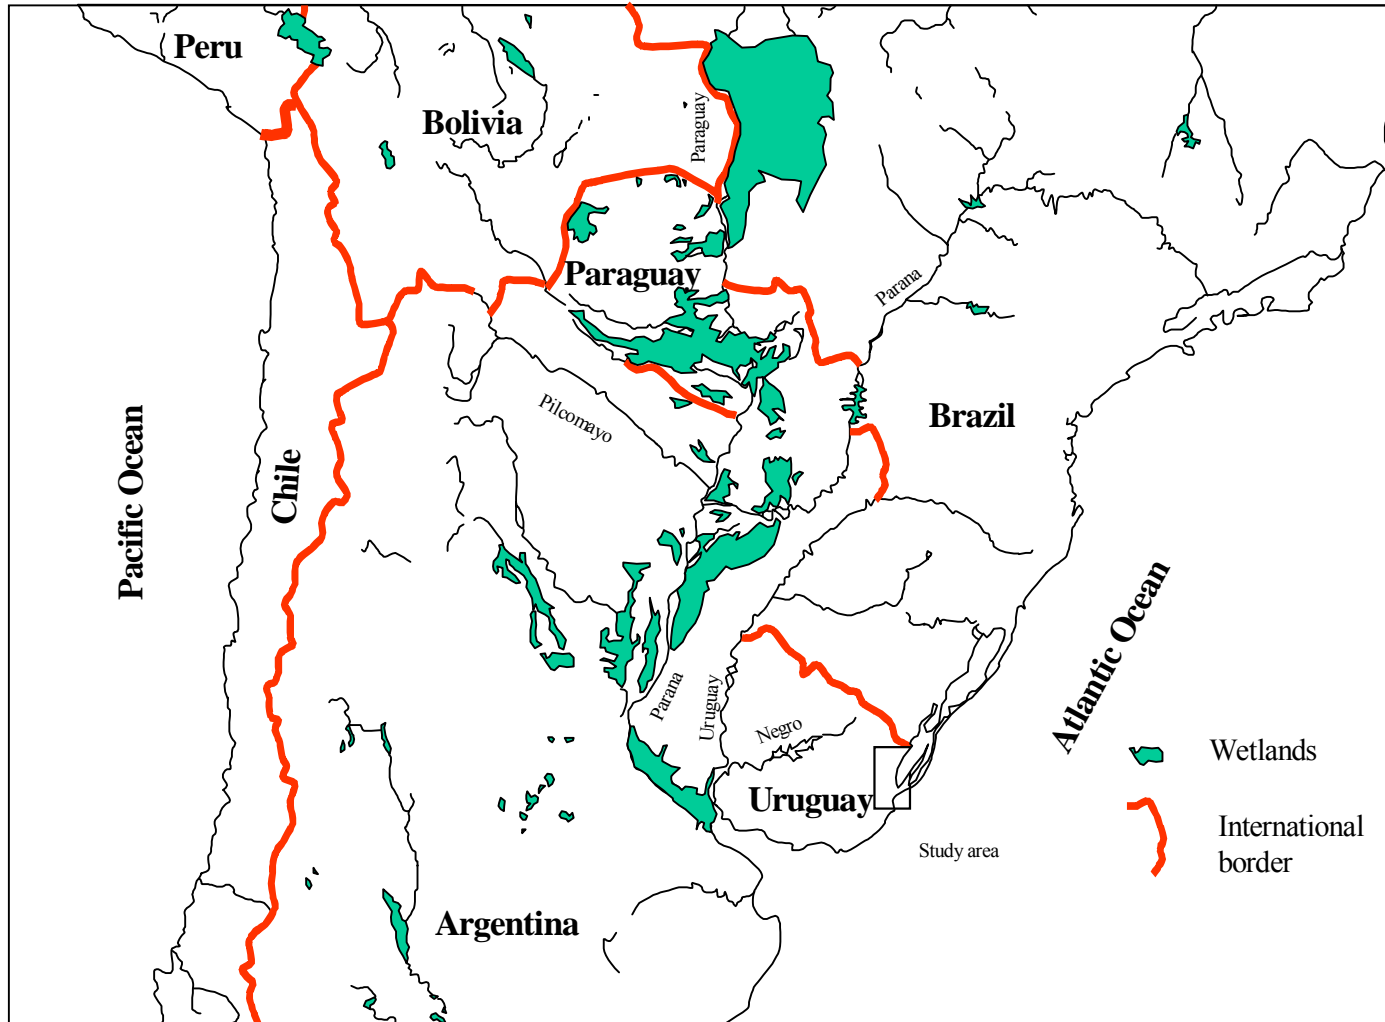 Peru
Bolivia
Paraguay
Paraguay
Parana
Pilcomayo
Brazil
Pacific Ocean
Chile
Atlantic Ocean
Parana
Uruguay
Negro
Uruguay
Study area
Argentina
Wetlands
International
border